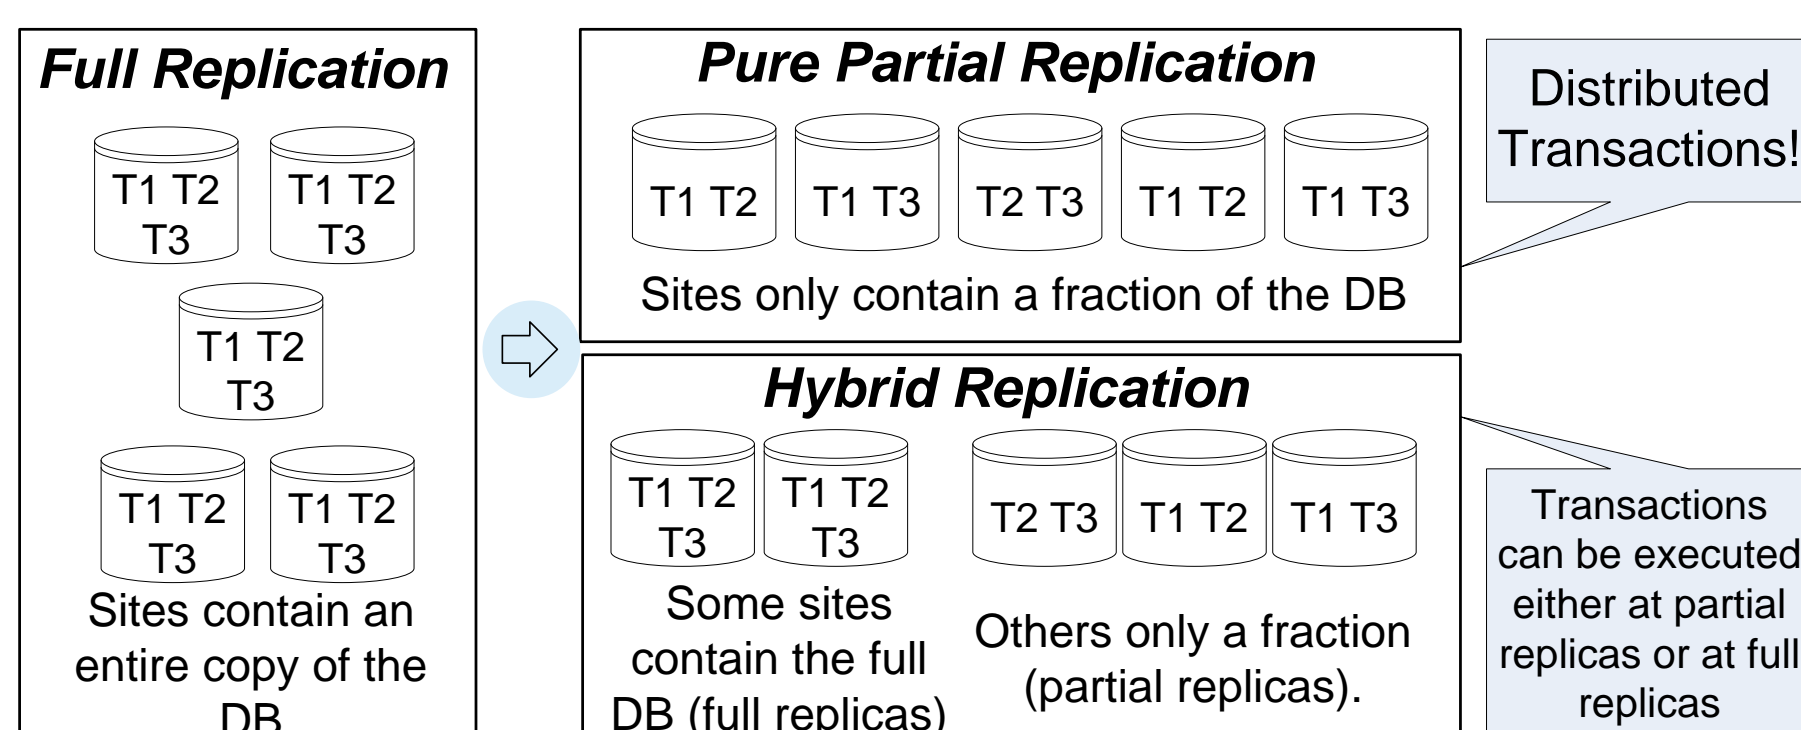 Full Replication
T1 T2
T3
T1 T2
T3
T1 T2
T3
T1 T2
T3
T1 T2
T3
Sites contain an
entire copy of the
DB
Pure Partial Replication
T1 T2
T1 T3
T2 T3
T1 T2
T1 T3
Sites only contain a fraction of the DB
Distributed
Transactions!
Hybrid Replication
T1 T2
T3
T1 T2
T3
T2 T3
T1 T2
T1 T3
Some sites
contain the full
DB (full replicas)
Others only a fraction
(partial replicas).
Transactions
can be executed
either at partial
replicas or at full
replicas